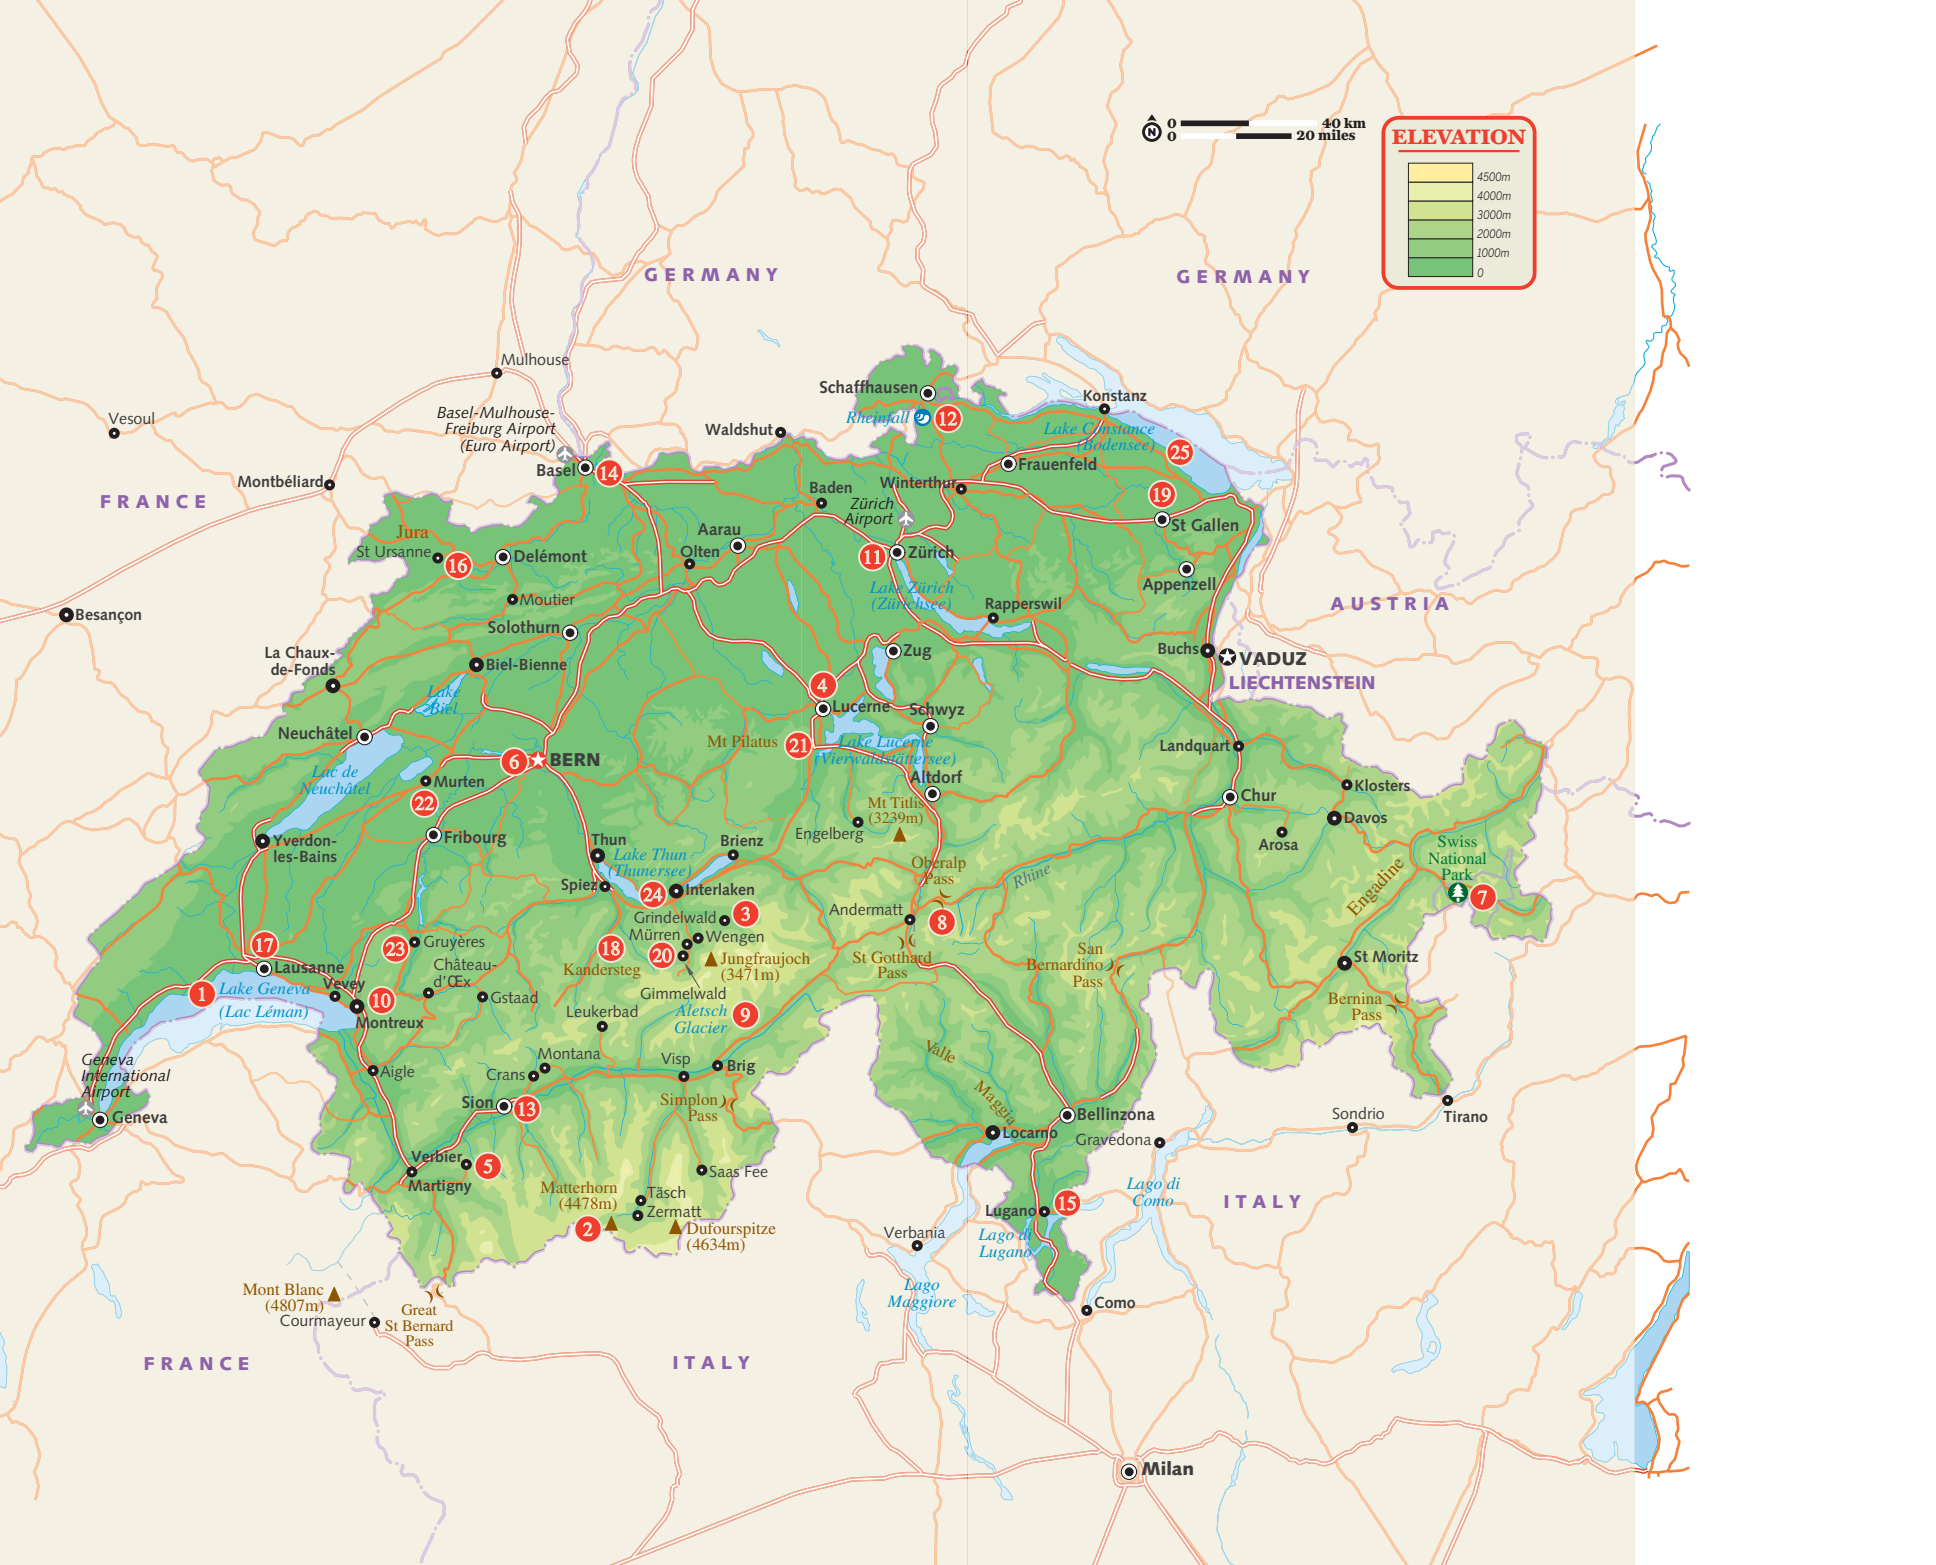 0
40 km
0
20 miles
N
ELEVATION
4500m
4000m
3000m
2000m
1000m
0
GERMANY
GERMANY
Mulhouse
Vesoul
Basel-Mulhouse-
Freiburg Airport
(Euro Airport)
Schaffhausen
Konstanz
Rheinfall
12
Waldshut
Lake Constance
(Bodensee)
25
Basel
14
Frauenfeld
Montbéliard
FRANCE
Baden
Winterthur
19
Zürich
Airport
St Gallen
Jura
Aarau
St Ursanne
16
Delémont
Olten
11
Zürich
Appenzell
Lake Zürich
(Zürichsee)
Rapperswil
AUSTRIA
Besançon
Moutier
Solothurn
La Chaux-
de-Fonds
Biel-Bienne
Zug
Buchs
VADUZ
LIECHTENSTEIN
Lake
Biel
4
Lucerne
Schwyz
Neuchâtel
Mt Pilatus
21
Lake Lucerne
(Vierwaldstättersee)
Landquart
6
BERN
Lac de
Neuchâtel
Murten
22
Altdorf
Klosters
Mt Titlis
(3239m)
Chur
Engelberg
Davos
Fribourg
Yverdon-
les-Bains
Thun
Lake Thun
(Thunersee)
Brienz
Arosa
Swiss
National
Park
7
Oberalp
Pass
Rhine
Engadine
Spiez
24
Interlaken
Grindelwald
3
Andermatt
8
Mürren
Wengen
17
23
Gruyères
18
20
Jungfraujoch
(3471m)
Kandersteg
St Gotthard
Pass
San
Bernardino
Pass
St Moritz
Lausanne
Château-
d'Œx
Vevey
1
Lake Geneva
(Lac Léman)
10
Montreux
Gstaad
Gimmelwald
Aletsch
Glacier
9
Leukerbad
Bernina
Pass
Geneva
International
Airport
Aigle
Montana
Crans
Visp
Brig
Valle
Maggia
Geneva
Sion
13
Simplon
Pass
Bellinzona
Locarno
Gravedona
Sondrio
Tirano
Verbier
5
Martigny
Saas Fee
Matterhorn
(4478m)
2
Täsch
Zermatt
Dufourspitze
(4634m)
Lugano
15
Lago di
Como
ITALY
Lago di
Lugano
Verbania
Lago
Maggiore
Mont Blanc
(4807m)
Courmayeur
Great
St Bernard
Pass
Como
FRANCE
ITALY
Milan